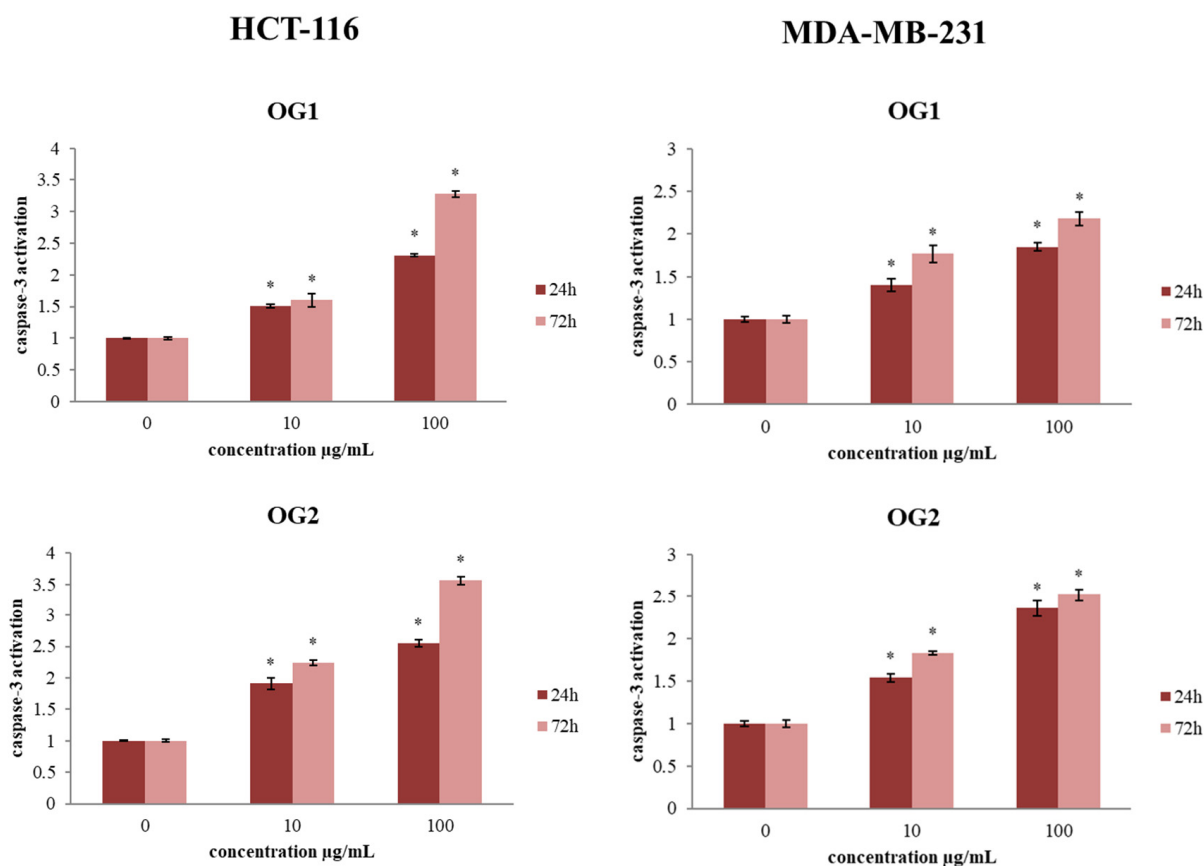 HCT-116
MDA-MB-231
OG1
caspase-3 activation
4
3.5
3
2.5
2
1.5
1
0.5
0
*
*
*
*
0
10
100
concentration µg/mL
24h
72h
OG1
caspase-3 activation
3
2.5
2
1.5
1
0.5
0
*
*
*
*
0
10
100
concentration µg/mL
24h
72h
OG2
caspase-3 activation
4
3.5
3
2.5
2
1.5
1
0.5
0
*
*
*
*
0
10
100
concentration µg/mL
24h
72h
OG2
caspase-3 activation
3
2.5
2
1.5
1
0.5
0
*
*
*
*
0
10
100
concentration µg/mL
24h
72h